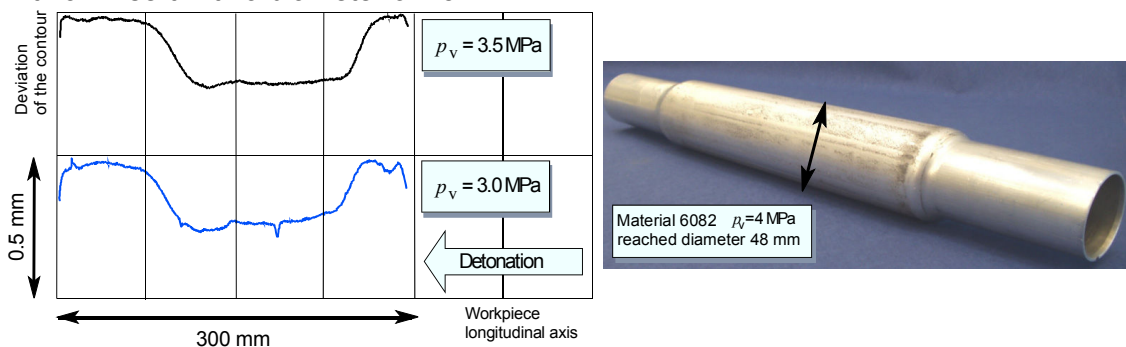 Deviation
of the contour
p_v = 3.5 MPa
0.5 mm
p_v = 3.0 MPa
Detonation
Workpiece
longitudinal axis
300 mm
Material 6082 p_v=4 MPa
reached diameter 48 mm